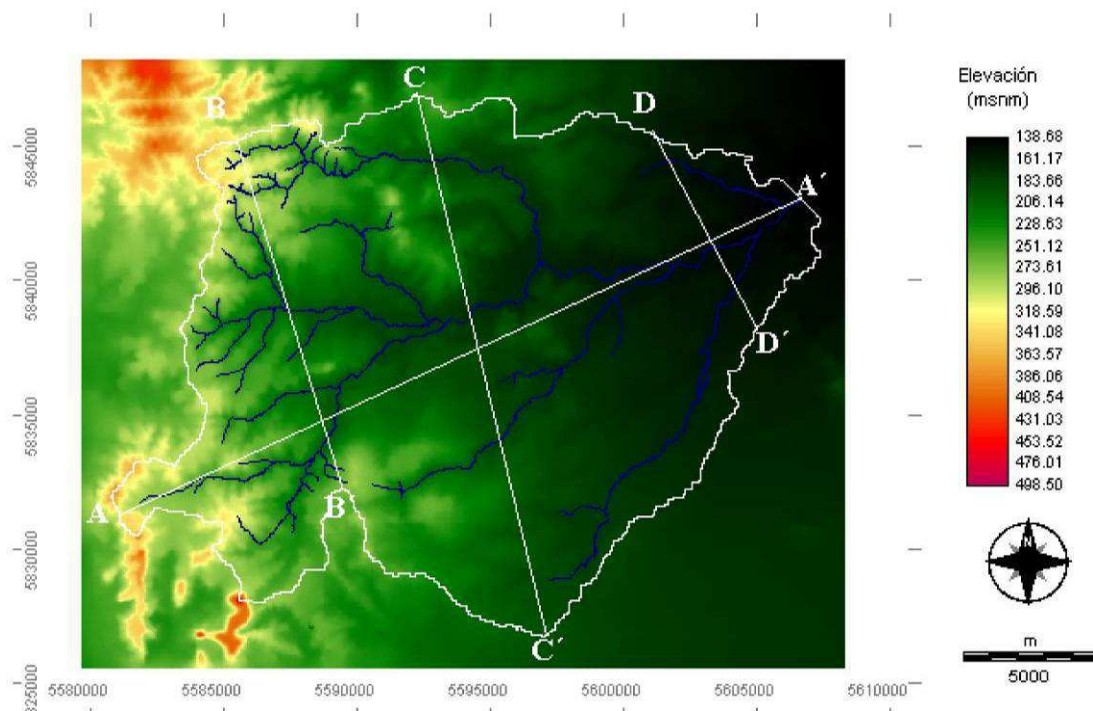 C
B
D
A´
A
B
D´
C´
5845000
5840000
5835000
5830000
825000
5580000
5585000
5590000
5595000
5600000
5605000
5610000
Elevación
(msnm)
138.68
161.17
183.66
206.14
228.63
251.12
273.61
296.10
318.59
341.08
363.57
386.06
408.54
431.03
453.52
476.01
498.50
m
5000